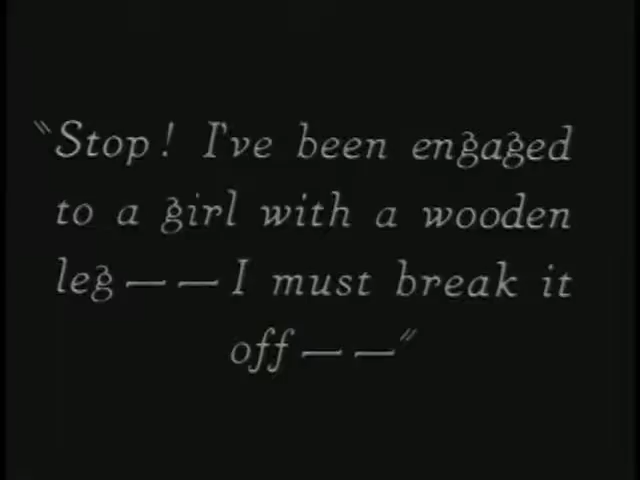 "Stop! I've been engaged
to a girl with a wooden
leg — — I must break it
off — —"